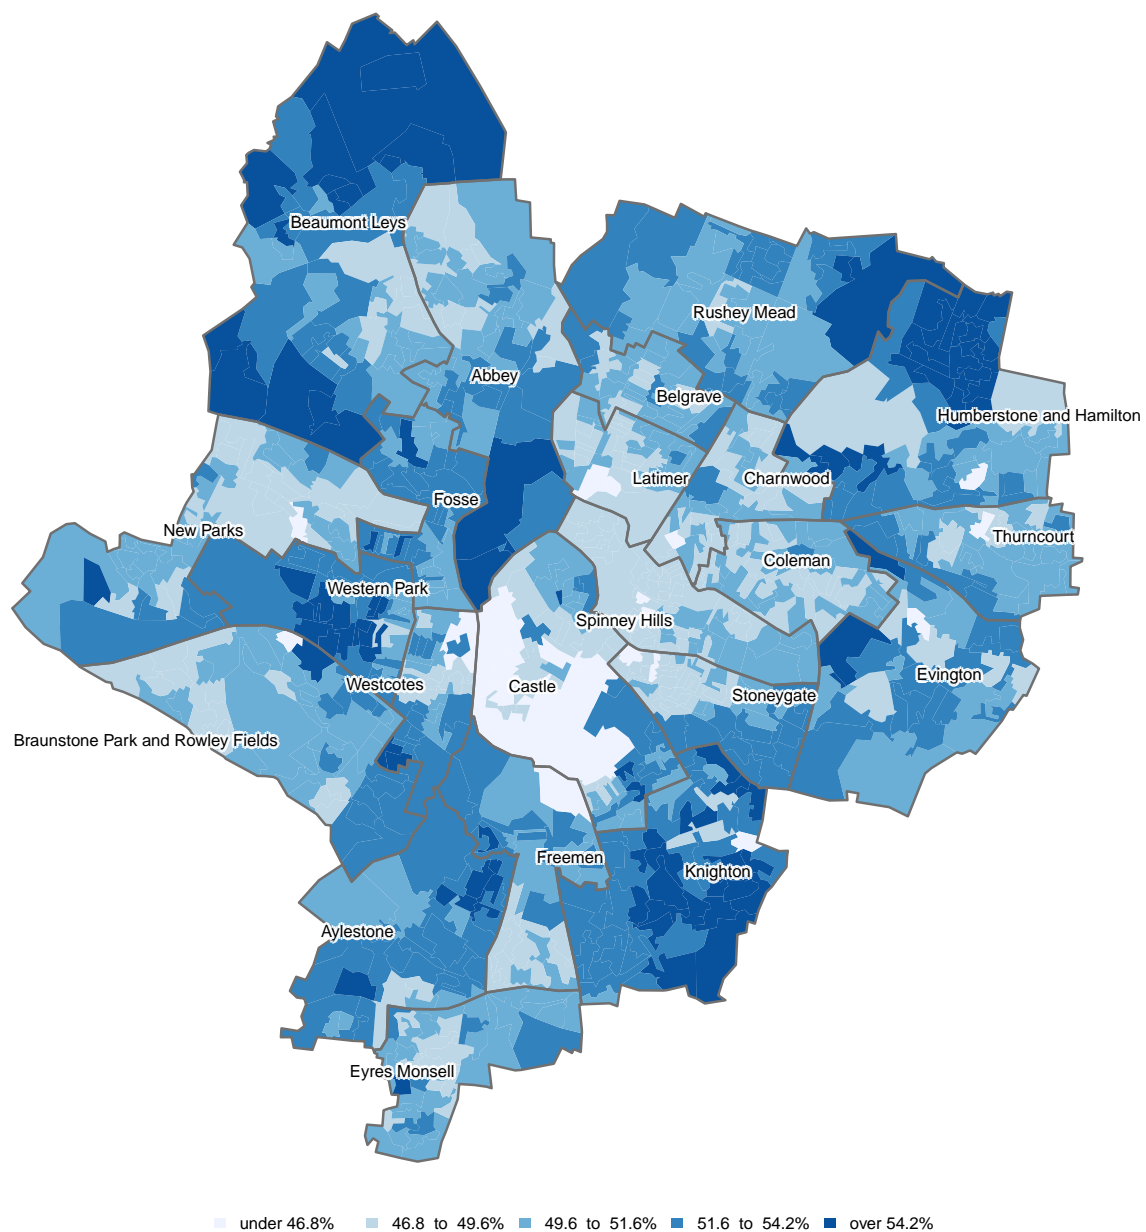 Beaumont Leys
Rushey Mead
Abbey
Belgrave
Humberstone and Hamilton
Latimer
Charnwood
Fosse
New Parks
Thurncourt
Coleman
Western Park
Spinney Hills
Evington
Westcotes
Castle
Stoneygate
Braunstone Park and Rowley Fields
Freemen
Knighton
Aylestone
Eyres Monsell
under 46.8% 46.8 to 49.6% 49.6 to 51.6% 51.6 to 54.2% over 54.2%